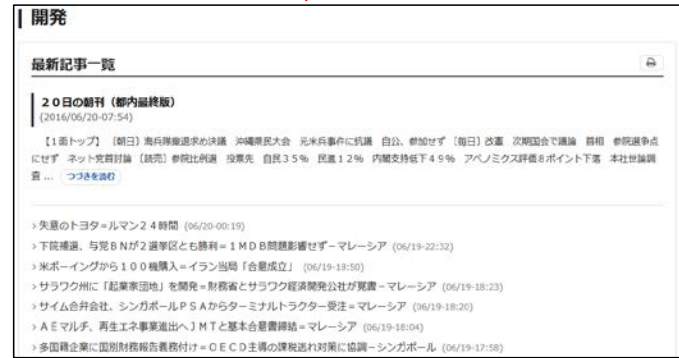 開発
最新記事一覧
20日の朝刊（都内最終版）
(2016/06/20-07:54)
【1面トップ】〔朝日〕海兵隊撤退求め決議 沖縄県民大会 元米兵事件に抗議 自公、参加せず〔毎日〕改憲 次期国会で議論 首相 参院選争点
にせず ネット党首討論〔読売〕参院比例選 投票先 自民35％ 民進12％ 内閣支持低下49％ アベノミクス評価8ポイント下落 本社世論調
査 ... つづきを読む
›失意のトヨタ＝ルマン24時間 (06/20-00:19)
›下院補選、与党ＢＮが2選挙区とも勝利＝１ＭＤＢ問題影響せず－マレーシア (06/19-22:32)
›米ボーイングから100機購入＝イラン当局「合意成立」 (06/19-18:50)
›サラワク州に「起業家団地」を開発＝財務省とサラワク経済開発公社が覚書－マレーシア (06/19-18:23)
›サイム合弁会社、シンガポールＰＳＡからターミナルトラクター受注＝マレーシア (06/19-18:20)
›ＡＥマルチ、再生エネ事業進出へＪＭＴと基本合意書締結＝マレーシア (06/19-18:04)
›多国籍企業に国別財務報告義務付け＝ＯＥＣＤ主導の課税逃れ対策に協調－シンガポール (06/19-17:58)